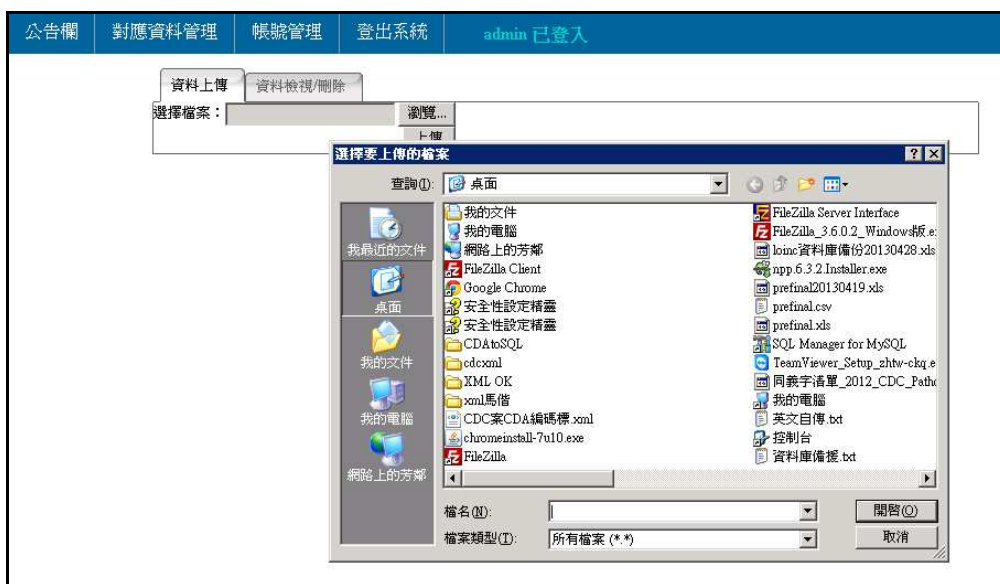 公告欄 對應資料管理 帳號管理 登出系統 admin 已登入
資料上傳 資料檢視/刪除
選擇檔案： 瀏覽...
上傳
選擇要上傳的檔案
查詢(I): 桌面
我最近的文件
桌面
我的文件
我的電腦
網路上的芳鄰
我的文件
我的電腦
網路上的芳鄰
FileZilla Client
Google Chrome
安全性設定精靈
安全性設定精靈
CDAtoSQL
cdcxml
XML OK
xml馬偕
CDC案CDA編碼標.xml
chromeinstall-7u10.exe
FileZilla
FileZilla Server Interface
FileZilla_3.6.0.2_Windows版.e
loinc資料庫備份20130428.xls
npp.6.3.2.Installer.exe
prefinal20130419.xls
prefinal.csv
prefinal.xls
SQL Manager for MySQL
TeamViewer_Setup_zhtw-ckq.e
同義字清單_2012_CDC_Patho
我的電腦
英文自傳.txt
控制台
資料庫備援.txt
檔名(N): 開啓(O)
檔案類型(T): 所有檔案 (*.*) 取消